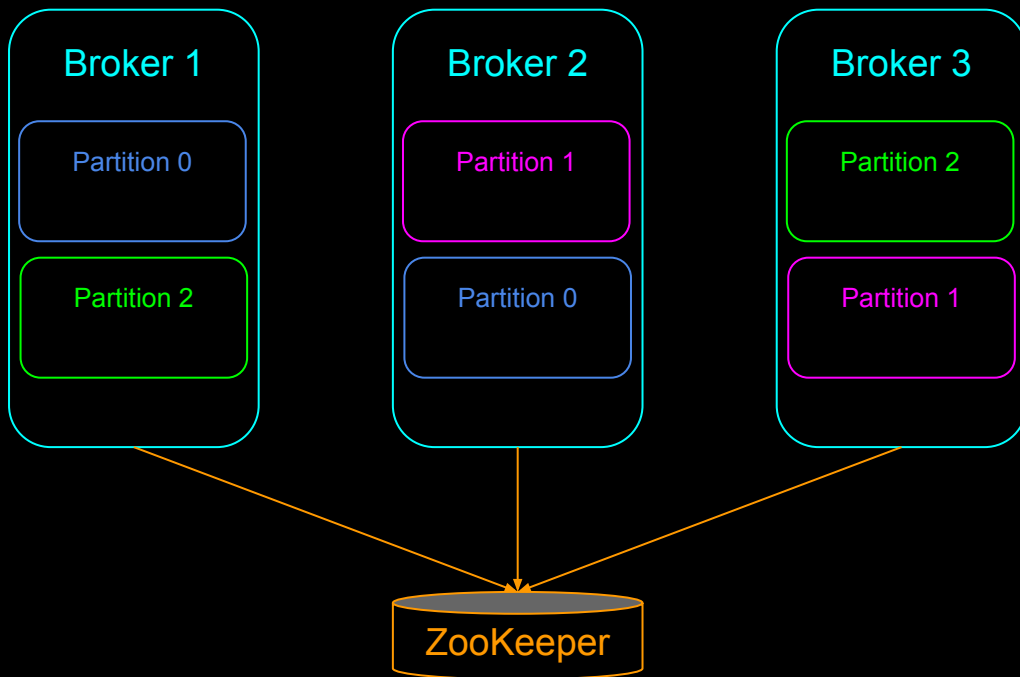 Broker 1
Partition 0
Partition 2
Broker 2
Partition 1
Partition 0
Broker 3
Partition 2
Partition 1
ZooKeeper